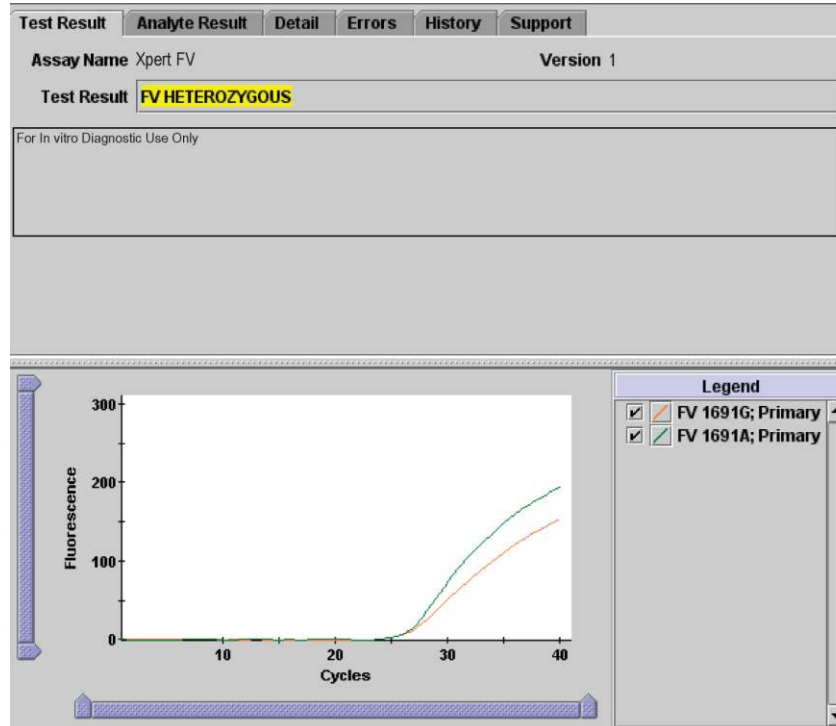 Test Result Analyte Result Detail Errors History Support
Assay Name Xpert FV Version 1
Test Result FV HETEROZYGOUS
For In vitro Diagnostic Use Only
Legend
FV 1691G; Primary
FV 1691A; Primary
300
200
100
0
Fluorescence
10 20 30 40
Cycles